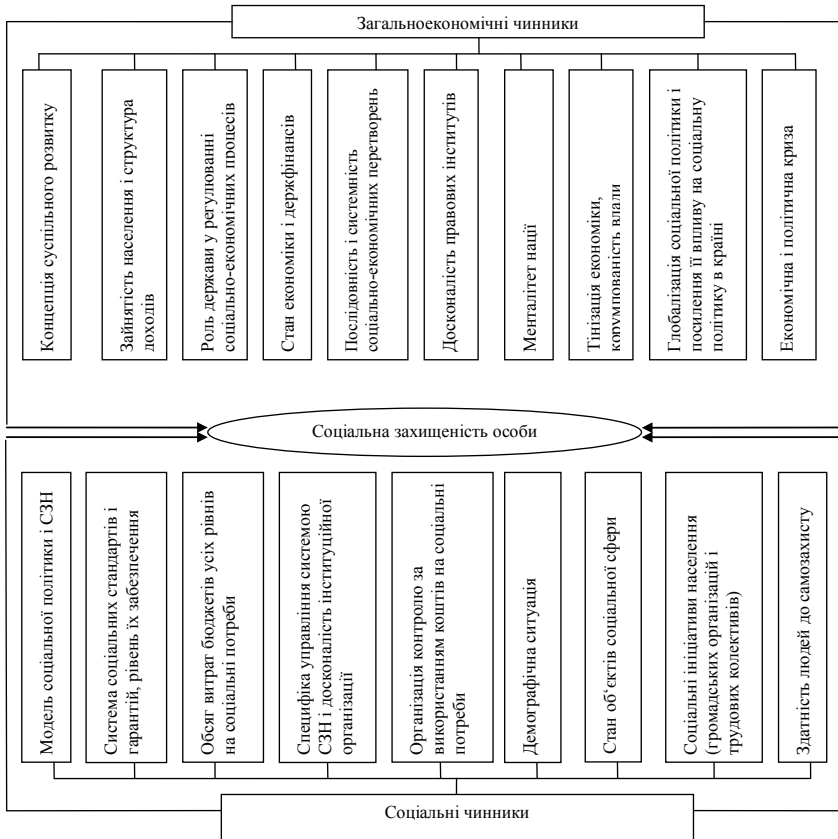 Загальноекономічні чинники
Концепція суспільного розвитку
Зайнятість населення і структура
доходів
Роль держави у регулюванні
соціально-економічних процесів
Стан економіки і держфінансів
Послідовність і системність
соціально-економічних перетворень
Досконалість правових інститутів
Менталітет нації
Тінізація економіки,
корумпованість влали
Глобалізація соціальної політики і
посилення її впливу на соціальну
політику в країні
Економічна і політична криза
Соціальна захищеність особи
Модель соціальної політики і СЗН
Система соціальних стандартів і
гарантій, рівень їх забезпечення
Обсяг витрат бюджетів усіх рівнів
на соціальні потреби
Специфіка управління системою
СЗН і досконалість інституційної
організації
Організація контролю за
використанням коштів на соціальні
потреби
Демографічна ситуація
Стан об‘єктів соціальної сфери
Соціальні ініціативи населення
(громадських організацій і
трудових колективів)
Здатність людей до самозахисту
Соціальні чинники